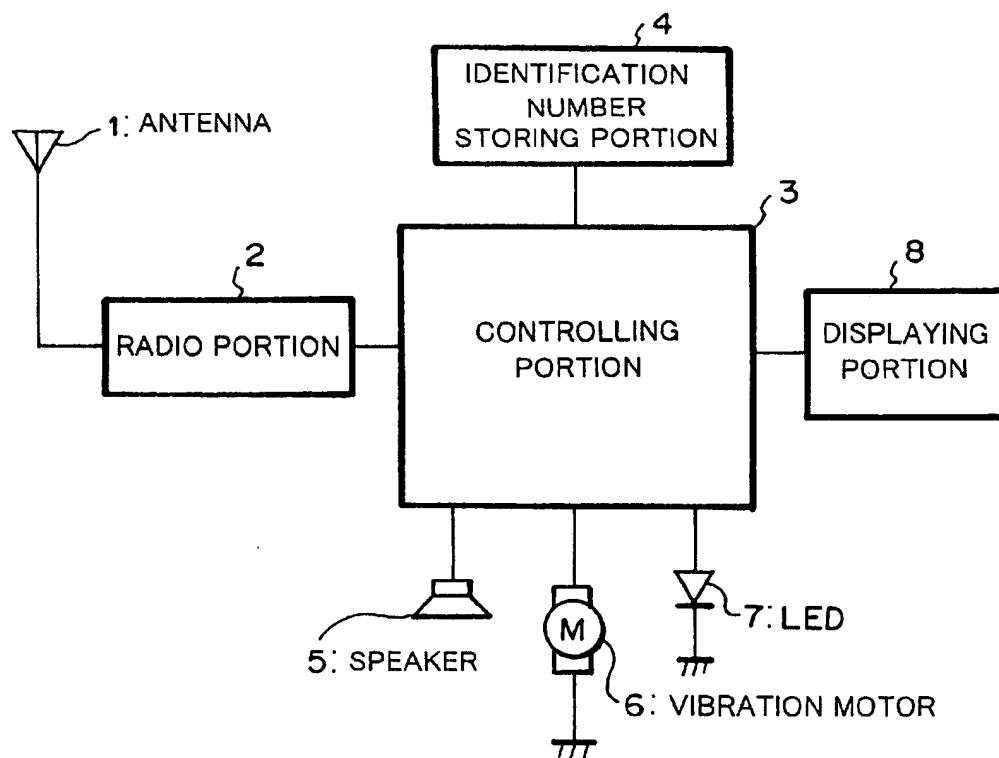 4
IDENTIFICATION
NUMBER
STORING PORTION
1: ANTENNA
3
2
8
RADIO PORTION
CONTROLLING
PORTION
DISPLAYING
PORTION
5: SPEAKER
M
6: VIBRATION MOTOR
7: LED